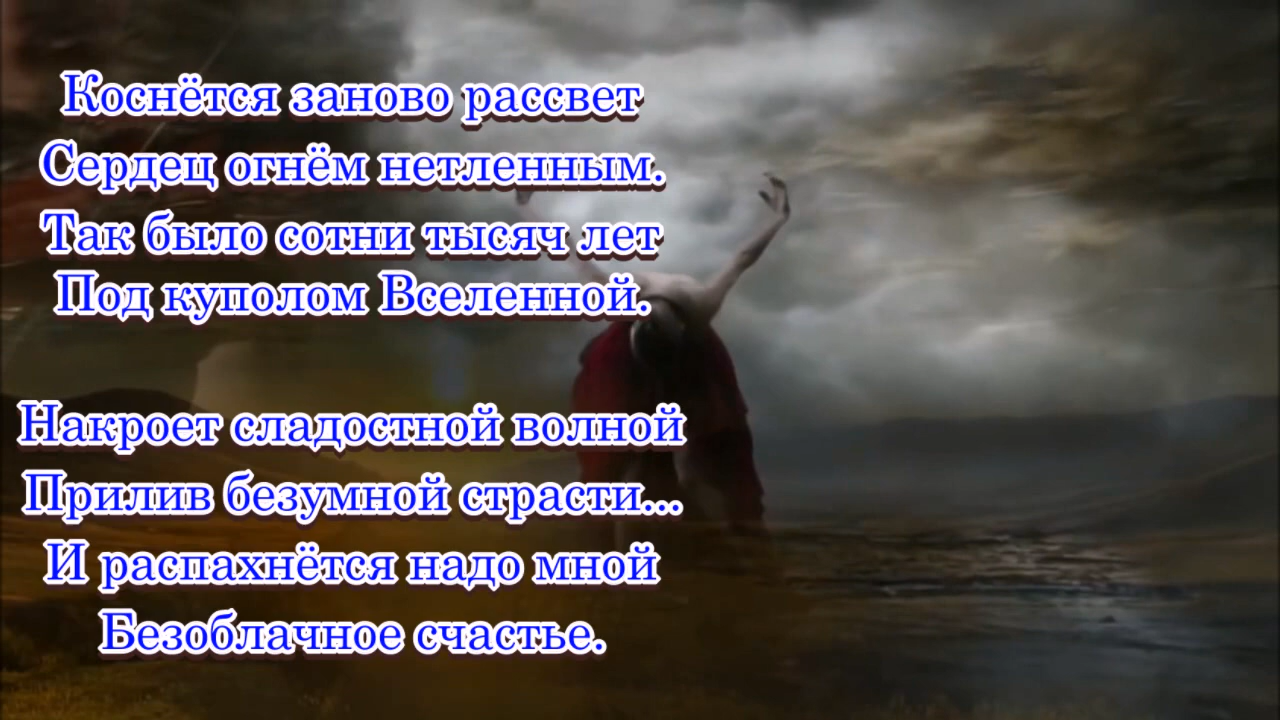 Коснётся заново рассвет
Сердец огнём нетленным.
Так было сотни тысяч лет
Под куполом Вселенной.
Накроет сладостной волной
Прилив безумной страсти...
И распахнётся надо мной
Безоблачное счастье.